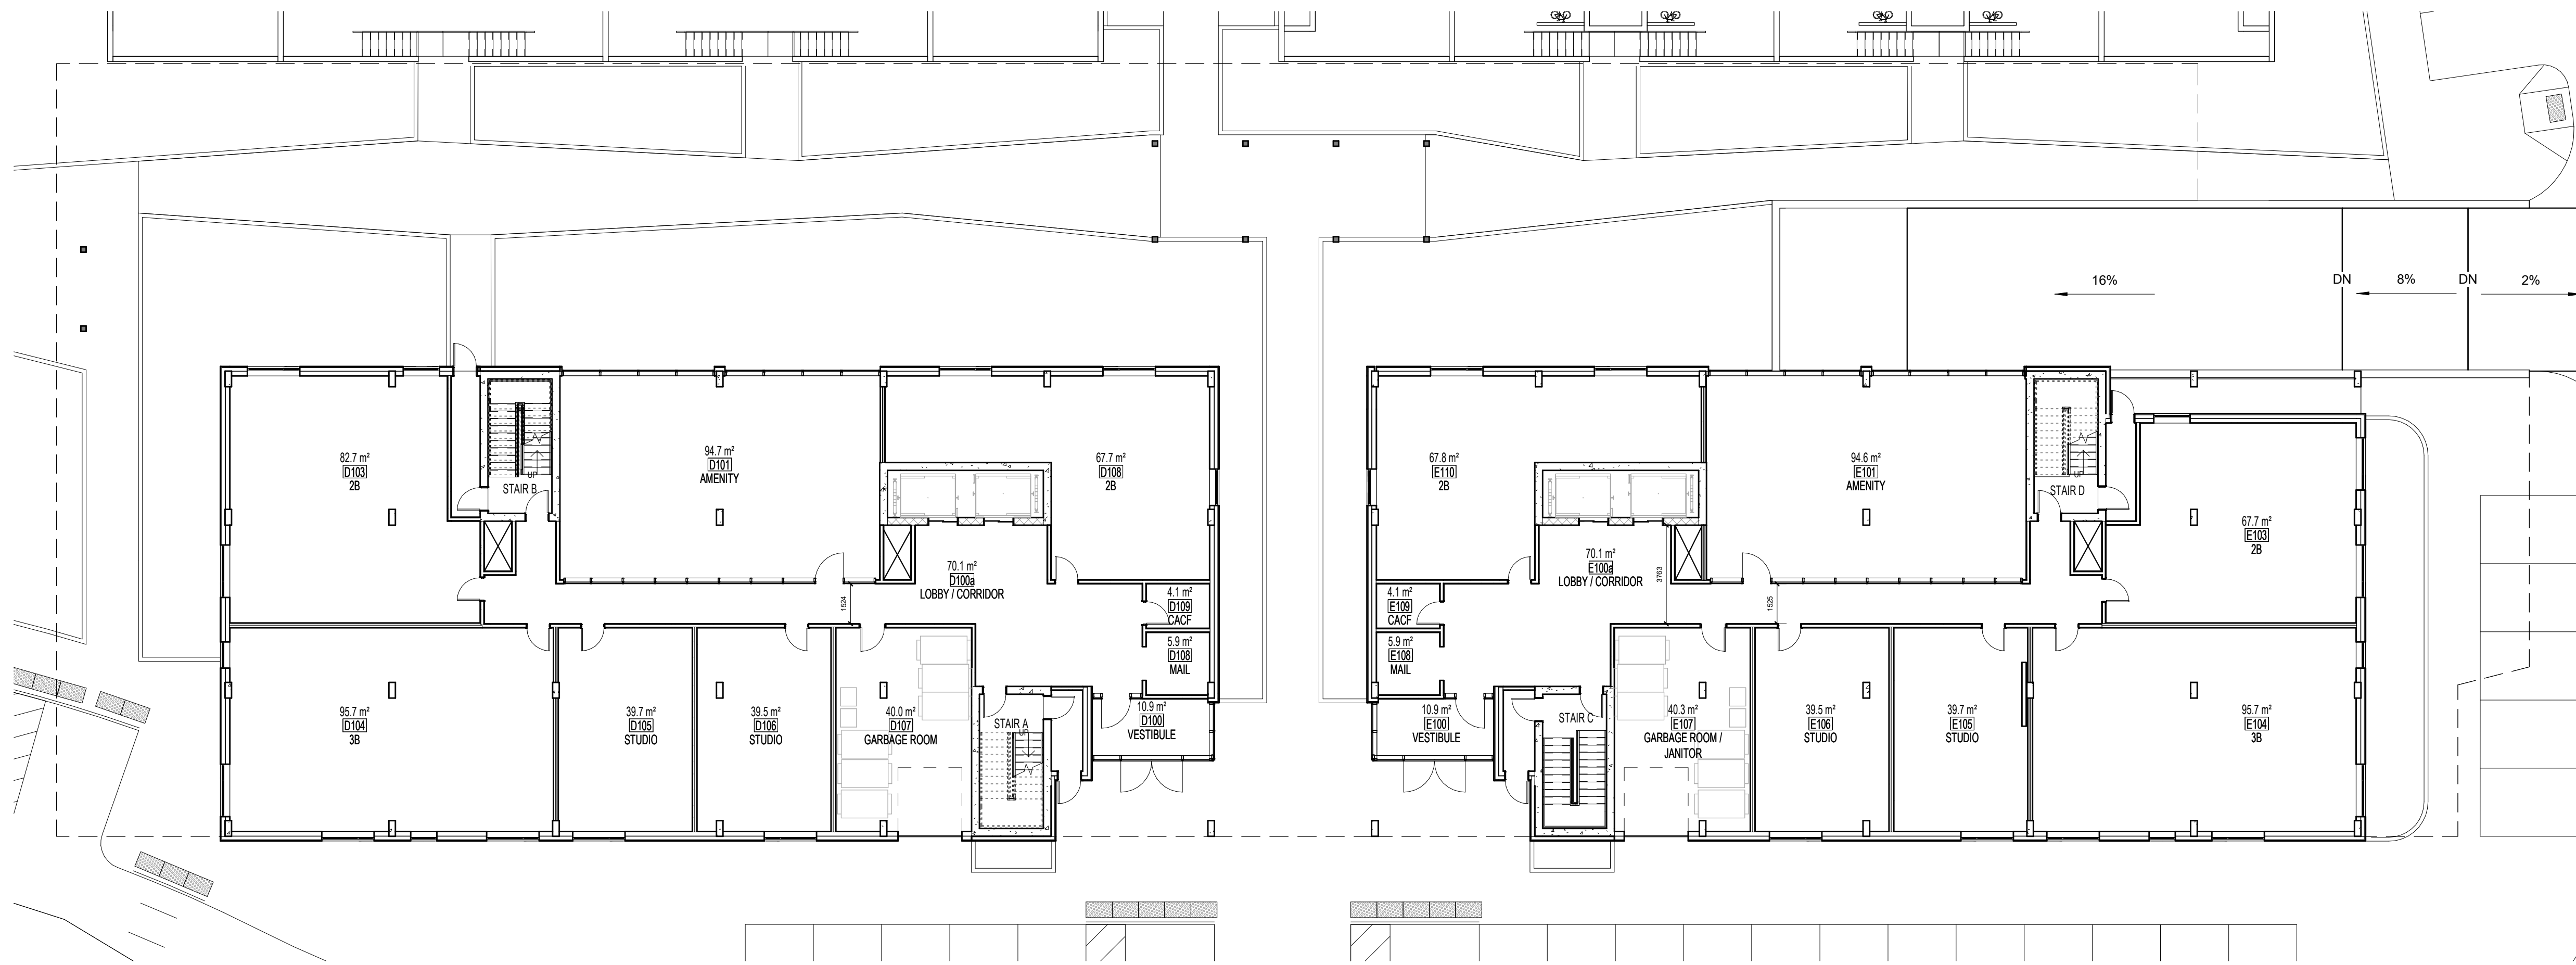 16%
DN
8%
DN
2%
82.7 m²
D103
2B
UP
STAIR B
94.7 m²
D101
AMENITY
67.7 m²
D108
2B
70.1 m²
D100a
LOBBY / CORRIDOR
1524
4.1 m²
D109
CACF
5.9 m²
D108
MAIL
95.7 m²
D104
3B
39.7 m²
D105
STUDIO
39.5 m²
D106
STUDIO
40.0 m²
D107
GARBAGE ROOM
STAIR A
UP
10.9 m²
D100
VESTIBULE
67.8 m²
E110
2B
94.6 m²
E101
AMENITY
UP
STAIR D
67.7 m²
E103
2B
70.1 m²
E100a
LOBBY / CORRIDOR
3763
1525
4.1 m²
E109
CACF
5.9 m²
E108
MAIL
10.9 m²
E100
VESTIBULE
STAIR C
40.3 m²
E107
GARBAGE ROOM /
JANITOR
39.5 m²
E106
STUDIO
39.7 m²
E105
STUDIO
95.7 m²
E104
3B